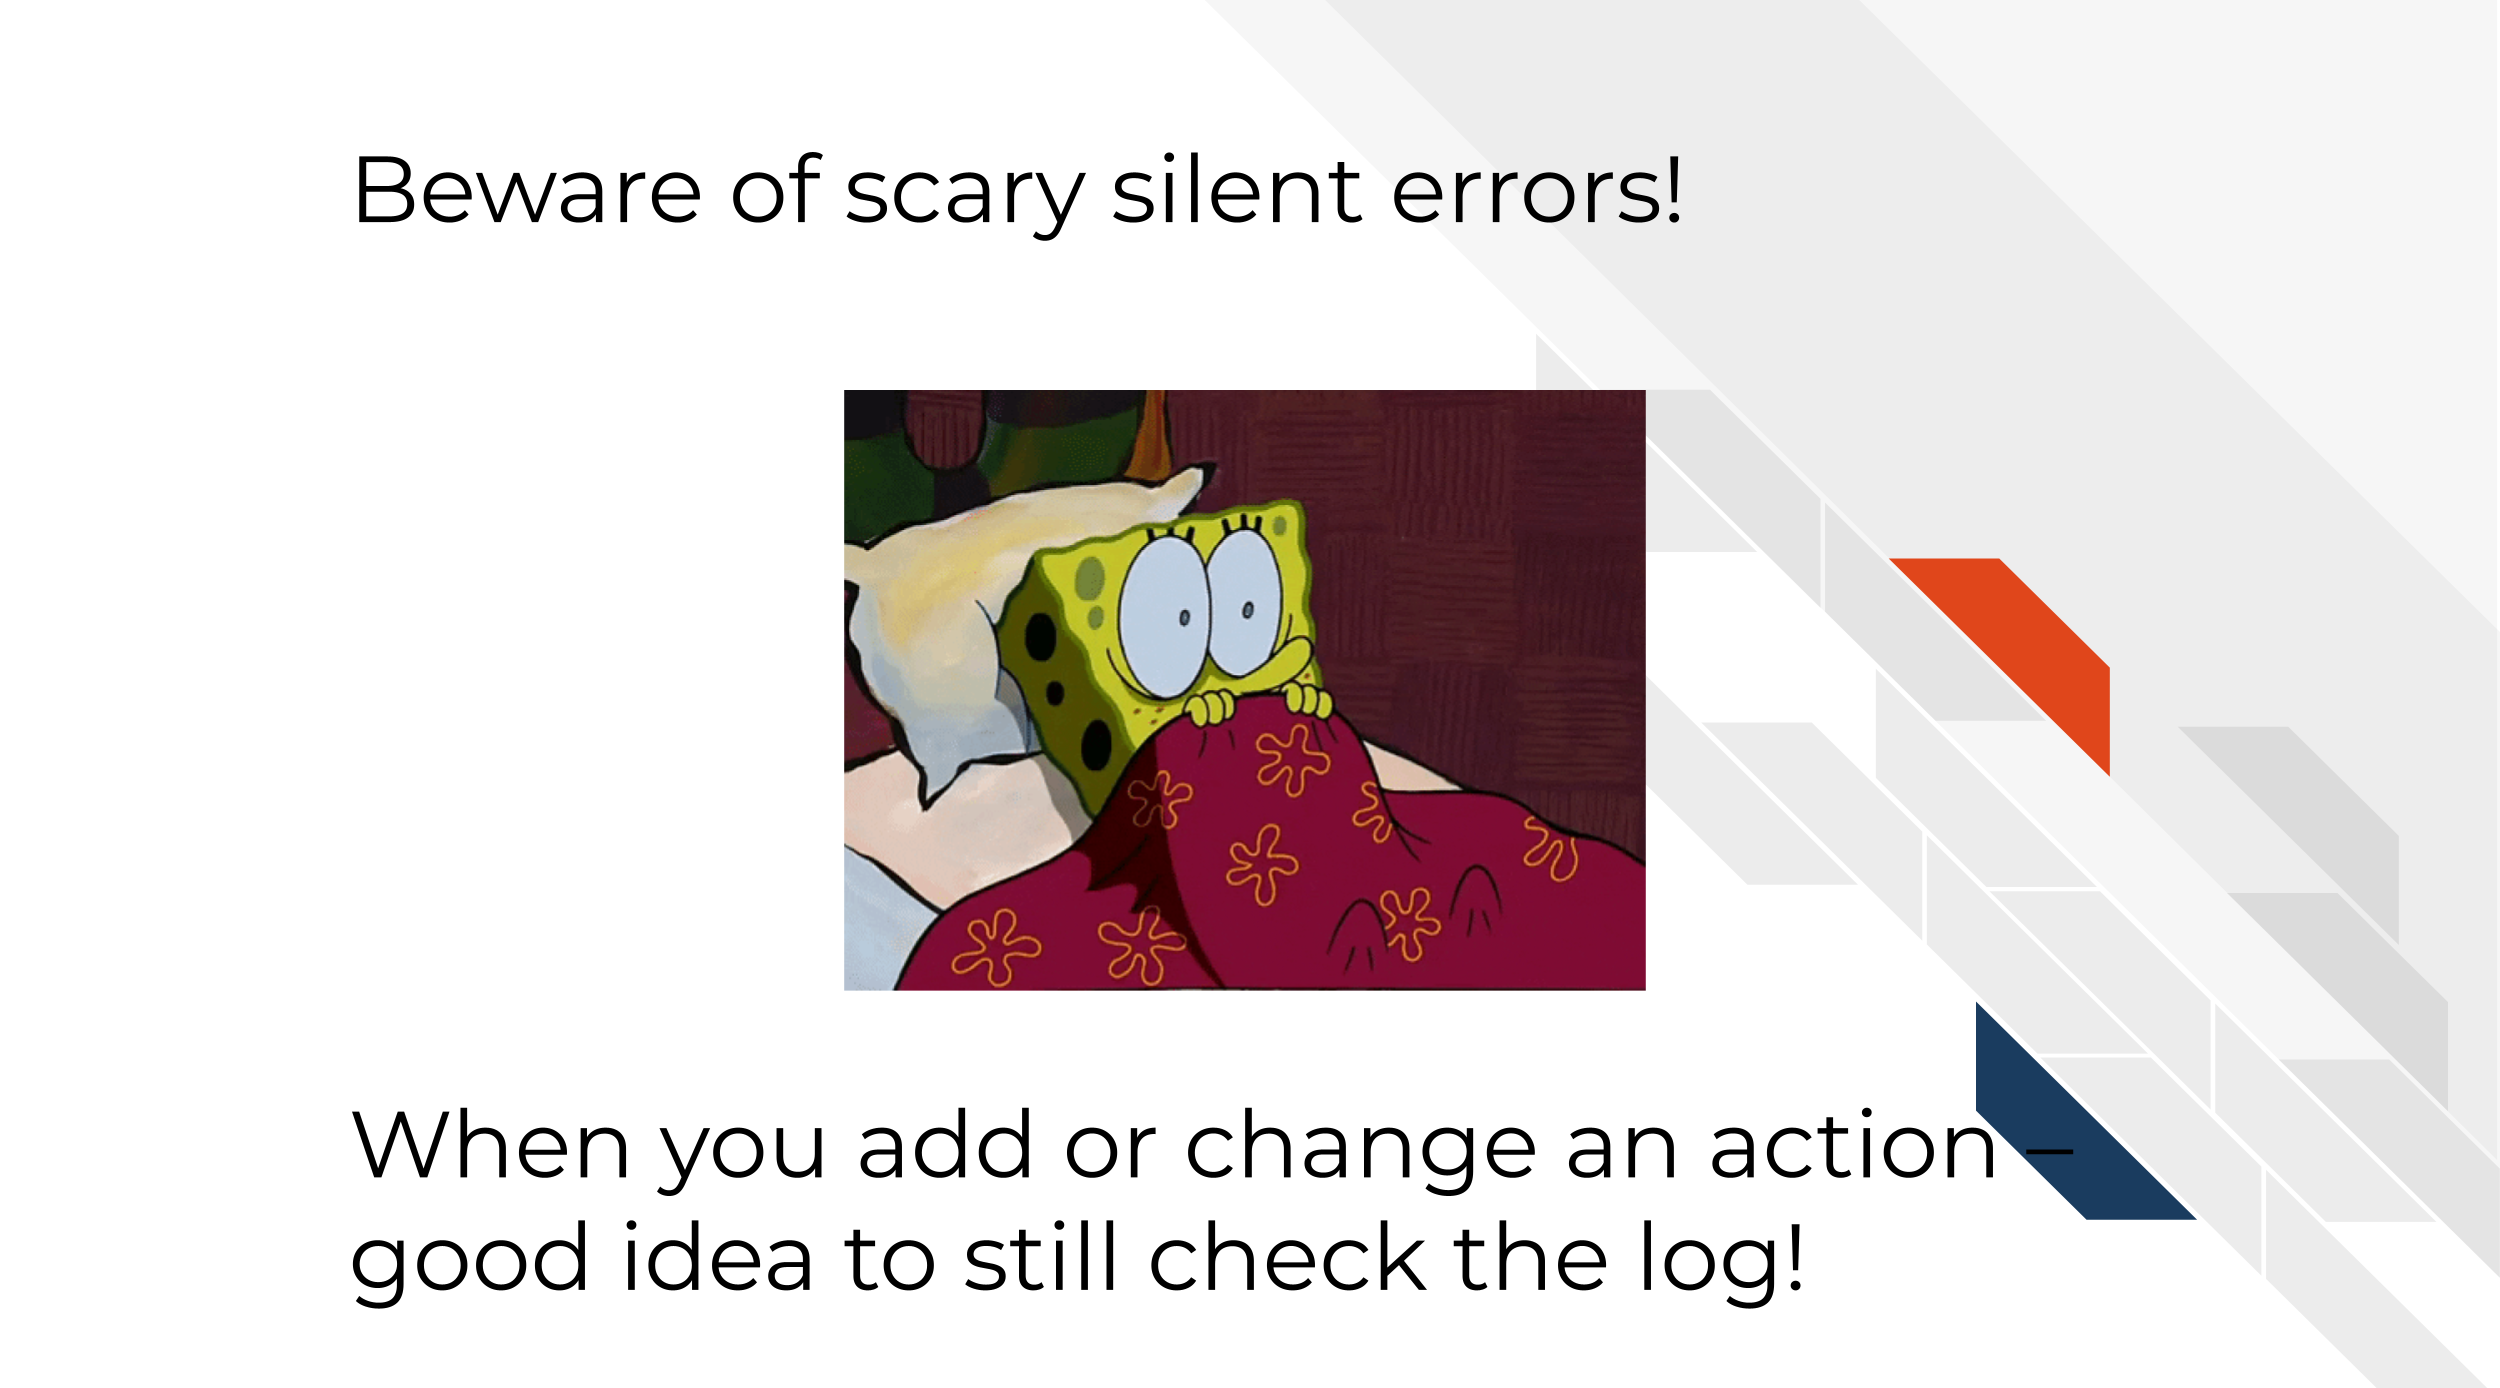 Beware of scary silent errors!
When you add or change an action –
good idea to still check the log!